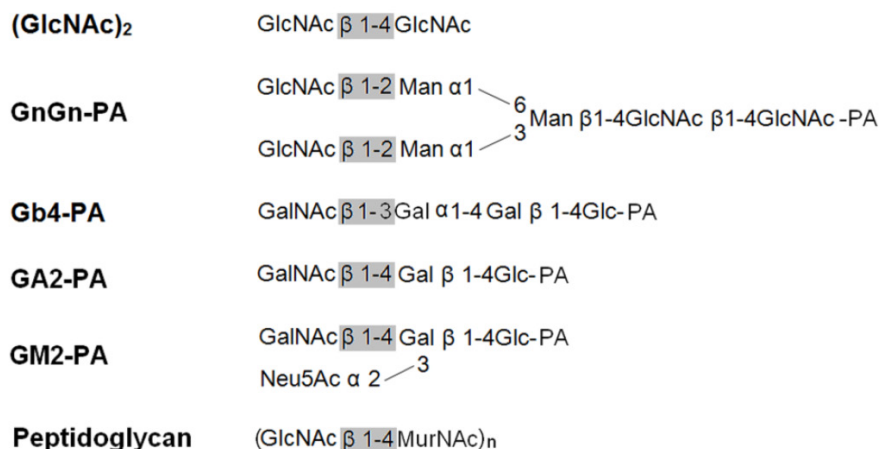 (GlcNAc)₂ GlcNAc β 1-4 GlcNAc
GlcNAc β 1-2 Man α1
GnGn-PA 6 Man β1-4GlcNAc β1-4GlcNAc -PA
3
GlcNAc β 1-2 Man α1
Gb4-PA GalNAc β 1-3 Gal α1-4 Gal β 1-4Glc-PA
GA2-PA GalNAc β 1-4 Gal β 1-4Glc-PA
GalNAc β 1-4 Gal β 1-4Glc-PA
GM2-PA 3
Neu5Ac α 2
Peptidoglycan (GlcNAc β 1-4 MurNAc)n